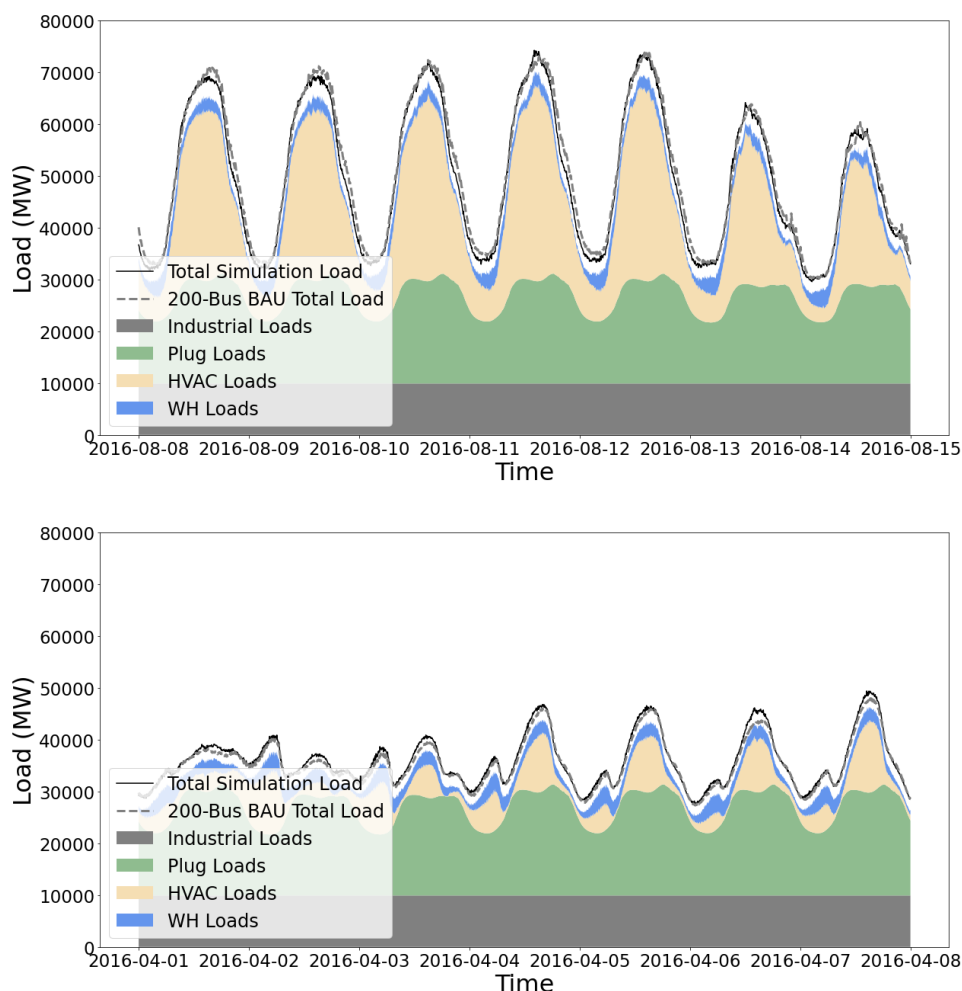 80000
70000
60000
50000
40000
30000
20000
10000
0
Load (MW)
Total Simulation Load
200-Bus BAU Total Load
Industrial Loads
Plug Loads
HVAC Loads
WH Loads
2016-08-08 2016-08-09 2016-08-10 2016-08-11 2016-08-12 2016-08-13 2016-08-14 2016-08-15
Time
80000
70000
60000
50000
40000
30000
20000
10000
0
Load (MW)
Total Simulation Load
200-Bus BAU Total Load
Industrial Loads
Plug Loads
HVAC Loads
WH Loads
2016-04-01 2016-04-02 2016-04-03 2016-04-04 2016-04-05 2016-04-06 2016-04-07 2016-04-08
Time